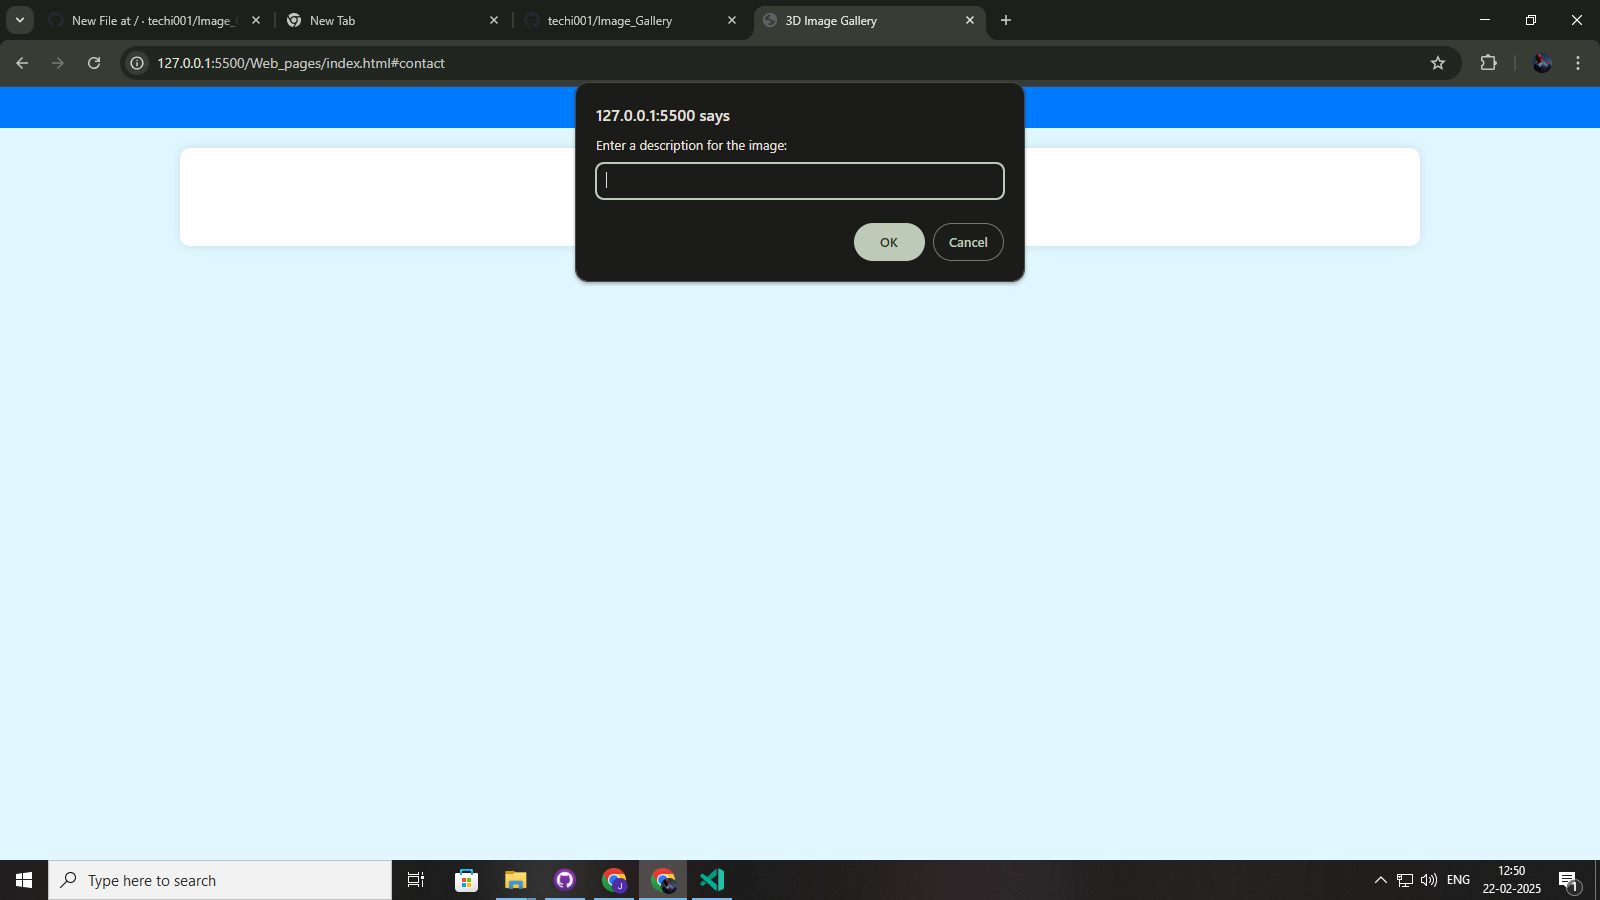 New File at / · techi001/Image_
New Tab
techi001/Image_Gallery
3D Image Gallery
127.0.0.1:5500/Web_pages/index.html#contact
127.0.0.1:5500 says
Enter a description for the image:
OK
Cancel
Type here to search
J
ENG
12:50
22-02-2025
1